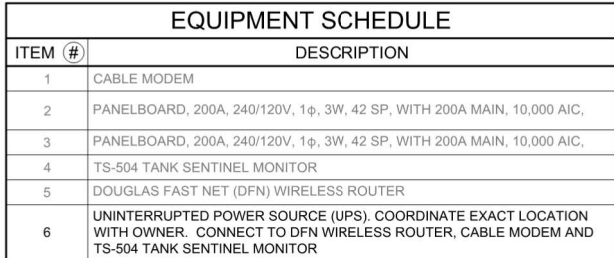 EQUIPMENT SCHEDULE
ITEM # DESCRIPTION
1 CABLE MODEM
2 PANELBOARD, 200A, 240/120V, 1ϕ, 3W, 42 SP, WITH 200A MAIN, 10,000 AIC,
3 PANELBOARD, 200A, 240/120V, 1ϕ, 3W, 42 SP, WITH 200A MAIN, 10,000 AIC,
4 TS-504 TANK SENTINEL MONITOR
5 DOUGLAS FAST NET (DFN) WIRELESS ROUTER
6 UNINTERRUPTED POWER SOURCE (UPS). COORDINATE EXACT LOCATION
WITH OWNER. CONNECT TO DFN WIRELESS ROUTER, CABLE MODEM AND
TS-504 TANK SENTINEL MONITOR